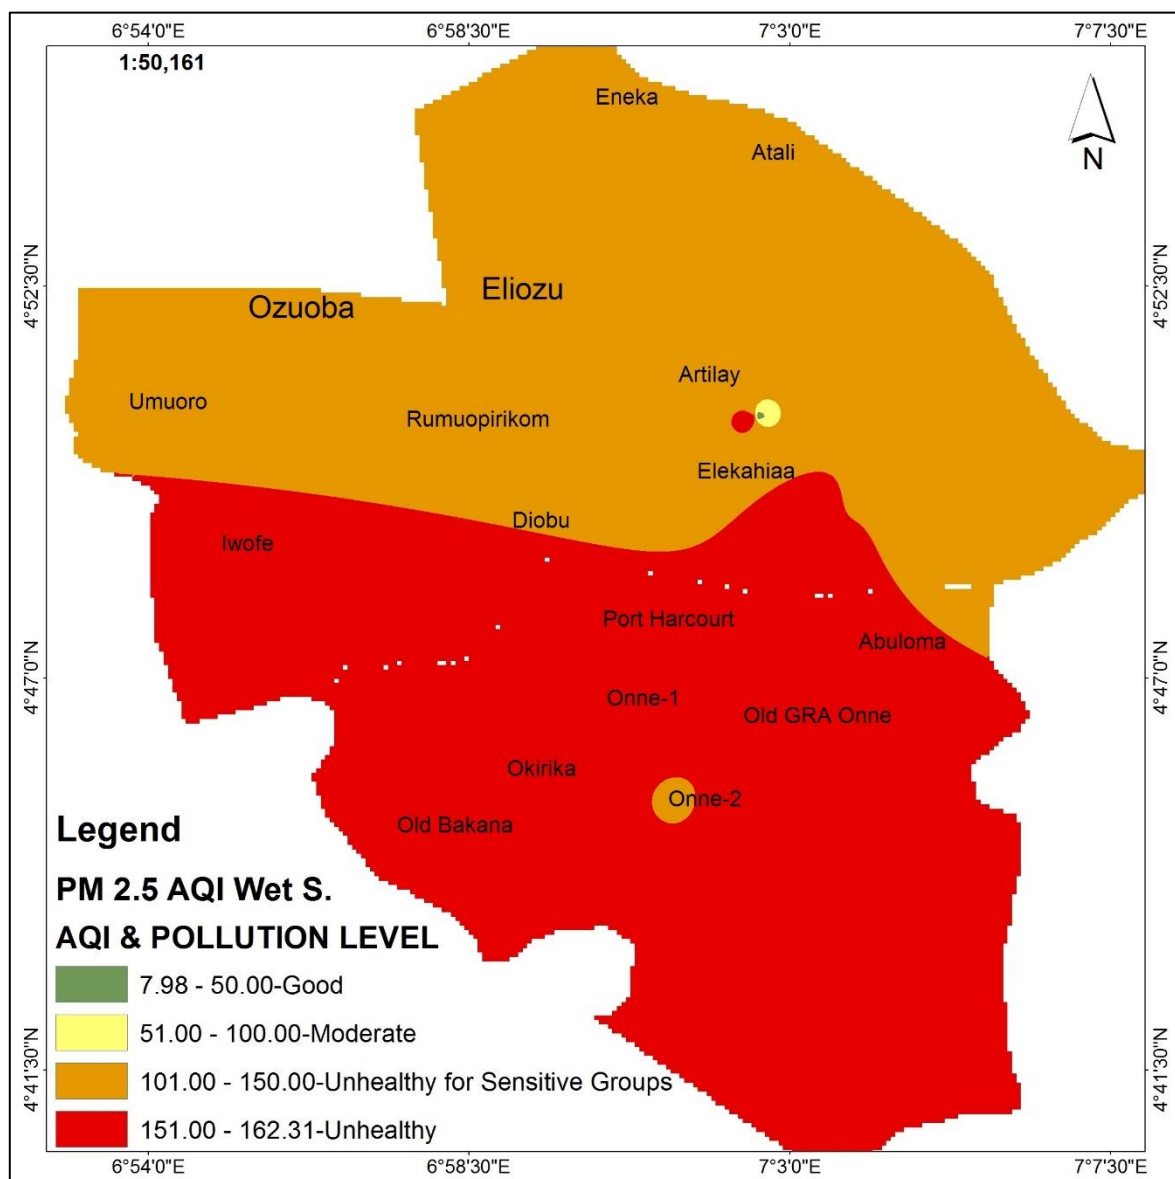 6°54'0"E 6°58'30"E 7°3'0"E 7°7'30"E
1:50,161
Eneka
N
Atali
4°52'30"N 4°52'30"N
Eliozu
Ozuoba
Artilay
Umuoro
Rumuopirikom
Elekahiaa
Diobu
Iwofe
Port Harcourt
Abuloma
4°47'0"N 4°47'0"N
Onne-1
Old GRA Onne
Okirika
Onne-2
Old Bakana
Legend
PM 2.5 AQI Wet S.
AQI & POLLUTION LEVEL
7.98 - 50.00-Good
51.00 - 100.00-Moderate
4°41'30"N 4°41'30"N
101.00 - 150.00-Unhealthy for Sensitive Groups
151.00 - 162.31-Unhealthy
6°54'0"E 6°58'30"E 7°3'0"E 7°7'30"E